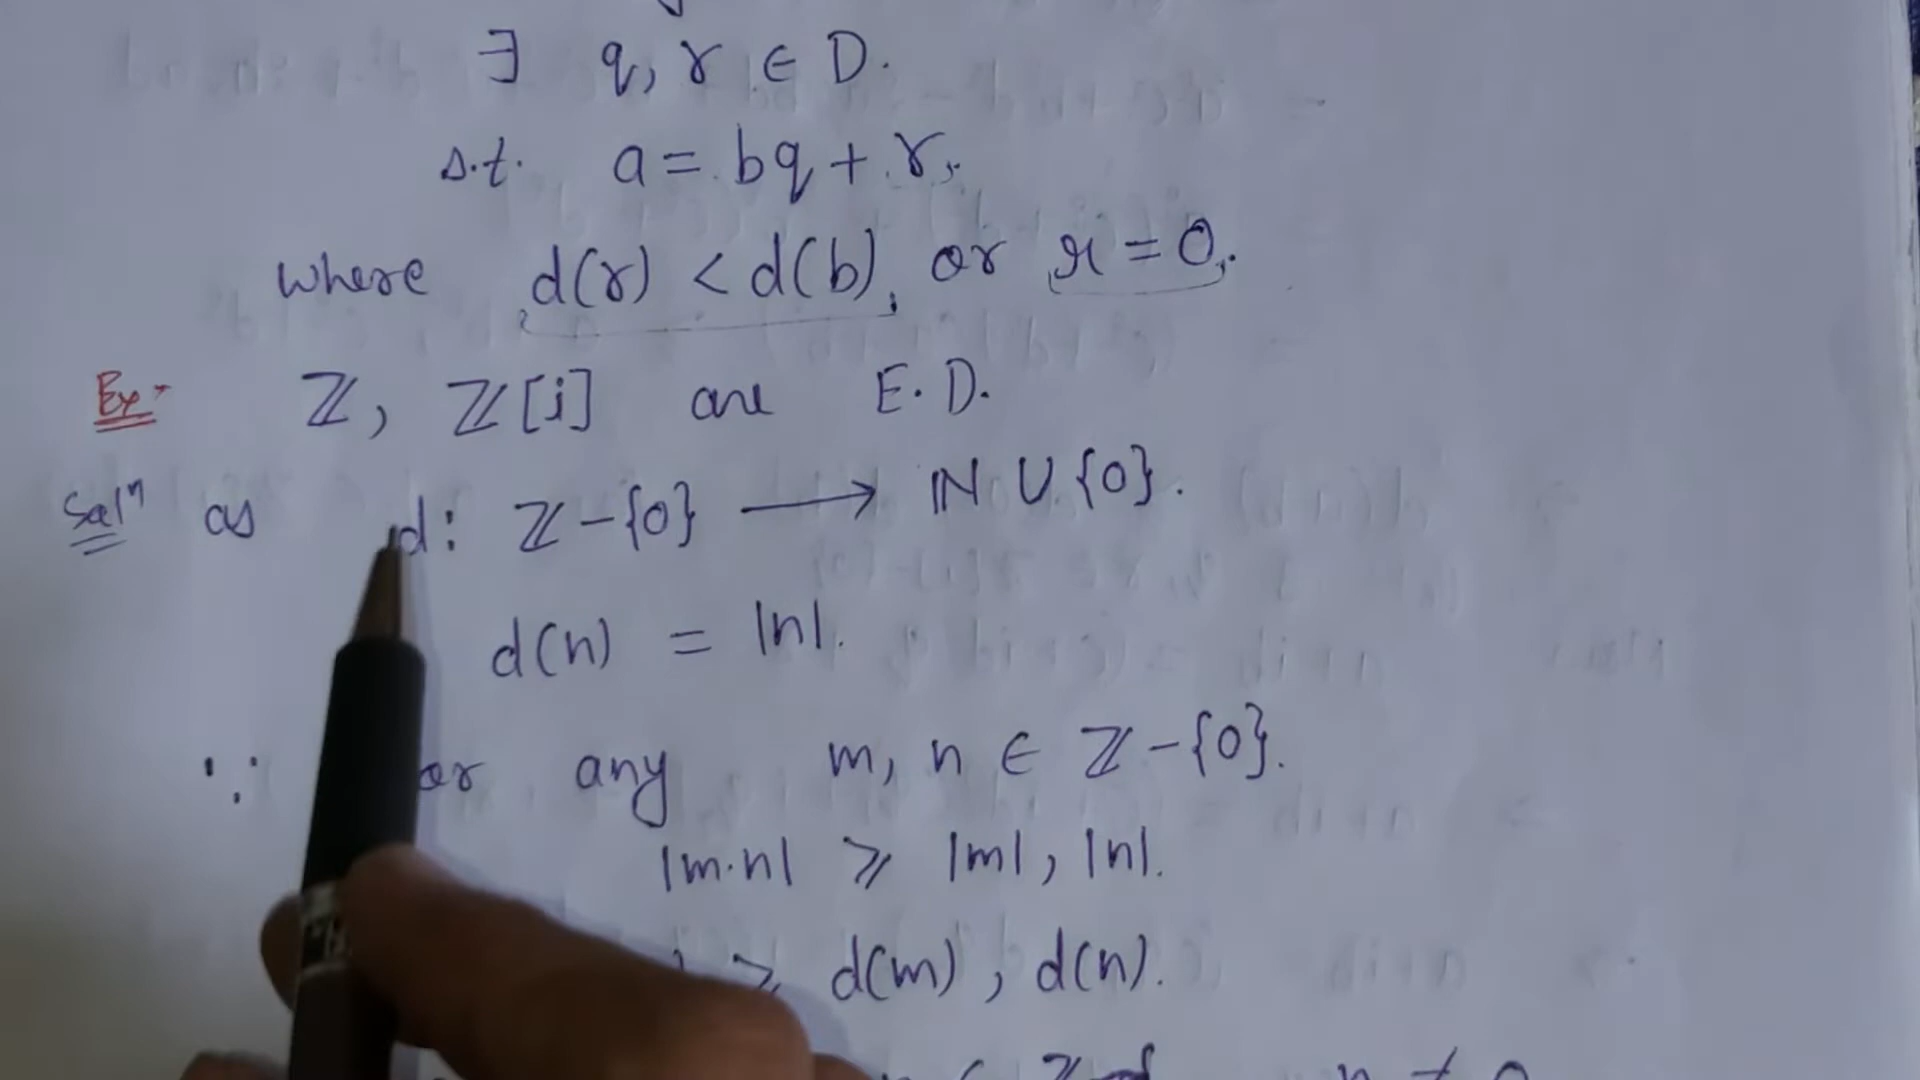 ∃ q, r ∈ D.
s.t. a = bq + r,
where d(r) < d(b), or r = 0.
Ex:- ℤ, ℤ[i] are E.D.
Solⁿ as d: ℤ-{0} ⟶ ℕ ∪ {0}.
d(n) = |n|.
∵ any m, n ∈ ℤ-{0}.
|m·n| ⩾ |m|, |n|.
⩾ d(m), d(n).